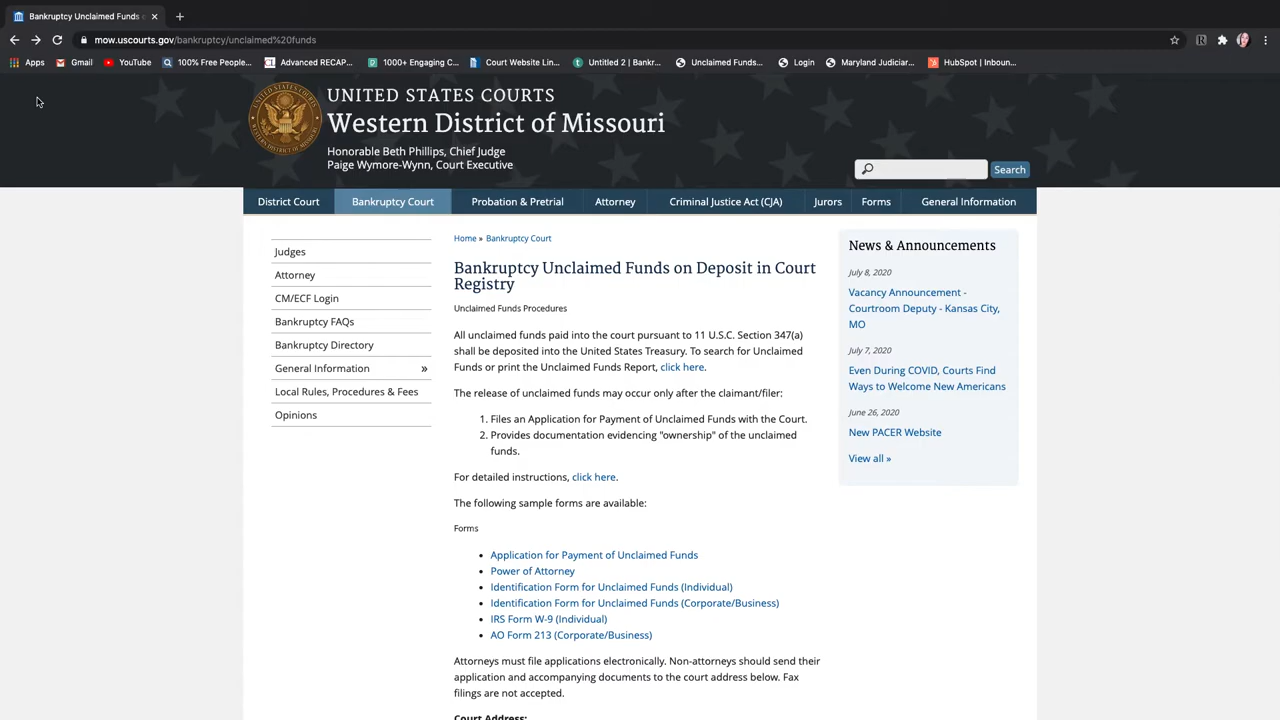 Bankruptcy Unclaimed Funds
mow.uscourts.gov/bankruptcy/unclaimed%20funds
Apps
Gmail
YouTube
100% Free People...
Advanced RECAP...
1000+ Engaging C...
Court Website Lin...
Untitled 2 | Bankr...
Unclaimed Funds...
Login
Maryland Judiciar...
HubSpot | Inboun...
UNITED STATES COURTS
Western District of Missouri
Honorable Beth Phillips, Chief Judge
Paige Wymore-Wynn, Court Executive
Search
District Court
Bankruptcy Court
Probation & Pretrial
Attorney
Criminal Justice Act (CJA)
Jurors
Forms
General Information
Judges
Attorney
CM/ECF Login
Bankruptcy FAQs
Bankruptcy Directory
General Information »
Local Rules, Procedures & Fees
Opinions
Home » Bankruptcy Court
Bankruptcy Unclaimed Funds on Deposit in Court
Registry
Unclaimed Funds Procedures
All unclaimed funds paid into the court pursuant to 11 U.S.C. Section 347(a)
shall be deposited into the United States Treasury. To search for Unclaimed
Funds or print the Unclaimed Funds Report, click here.
The release of unclaimed funds may occur only after the claimant/filer:
1. Files an Application for Payment of Unclaimed Funds with the Court.
2. Provides documentation evidencing "ownership" of the unclaimed
funds.
For detailed instructions, click here.
The following sample forms are available:
Forms
• Application for Payment of Unclaimed Funds
• Power of Attorney
• Identification Form for Unclaimed Funds (Individual)
• Identification Form for Unclaimed Funds (Corporate/Business)
• IRS Form W-9 (Individual)
• AO Form 213 (Corporate/Business)
Attorneys must file applications electronically. Non-attorneys should send their
application and accompanying documents to the court address below. Fax
filings are not accepted.
Court Address:
News & Announcements
July 8, 2020
Vacancy Announcement -
Courtroom Deputy - Kansas City,
MO
July 7, 2020
Even During COVID, Courts Find
Ways to Welcome New Americans
June 26, 2020
New PACER Website
View all »